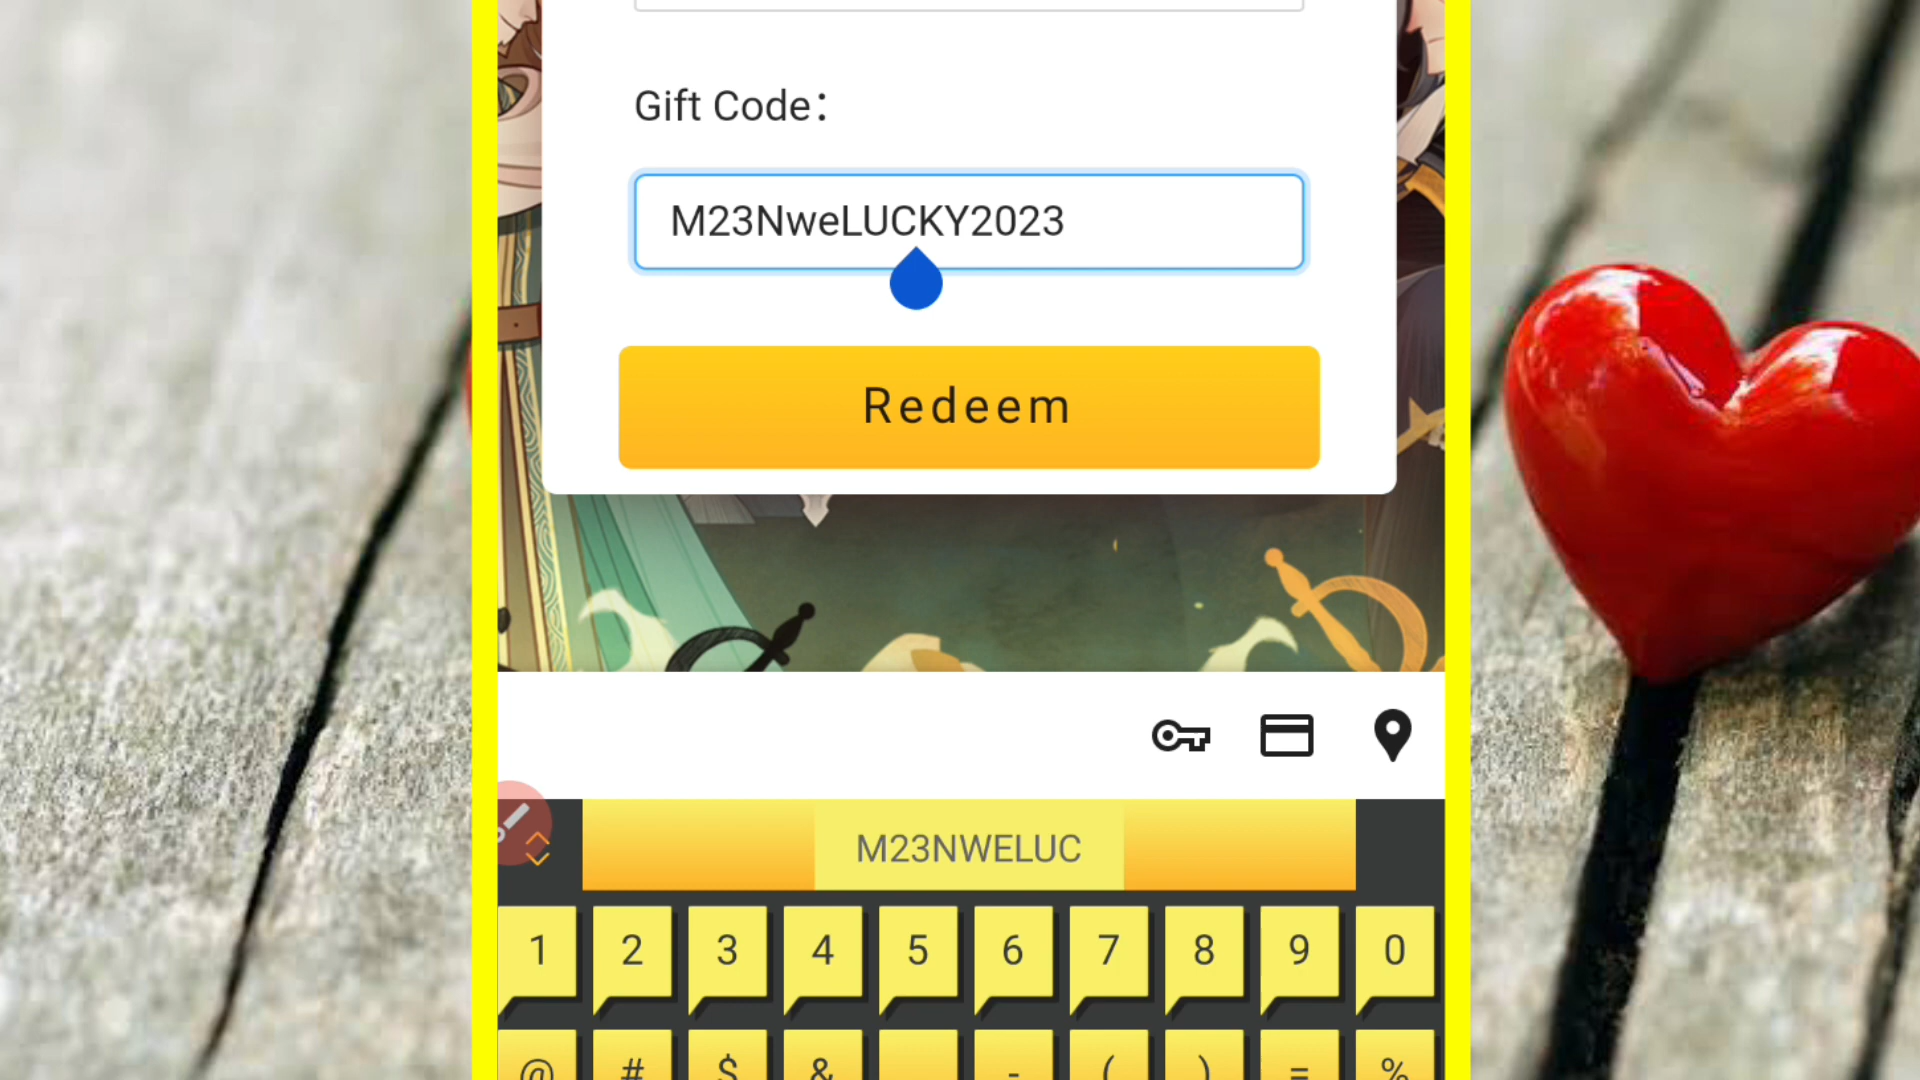 Gift Code:
M23NweLUCKY2023
Redeem
M23NWELUC
1 2 3 4 5 6 7 8 9 0
@ # $ & - ( ) = %